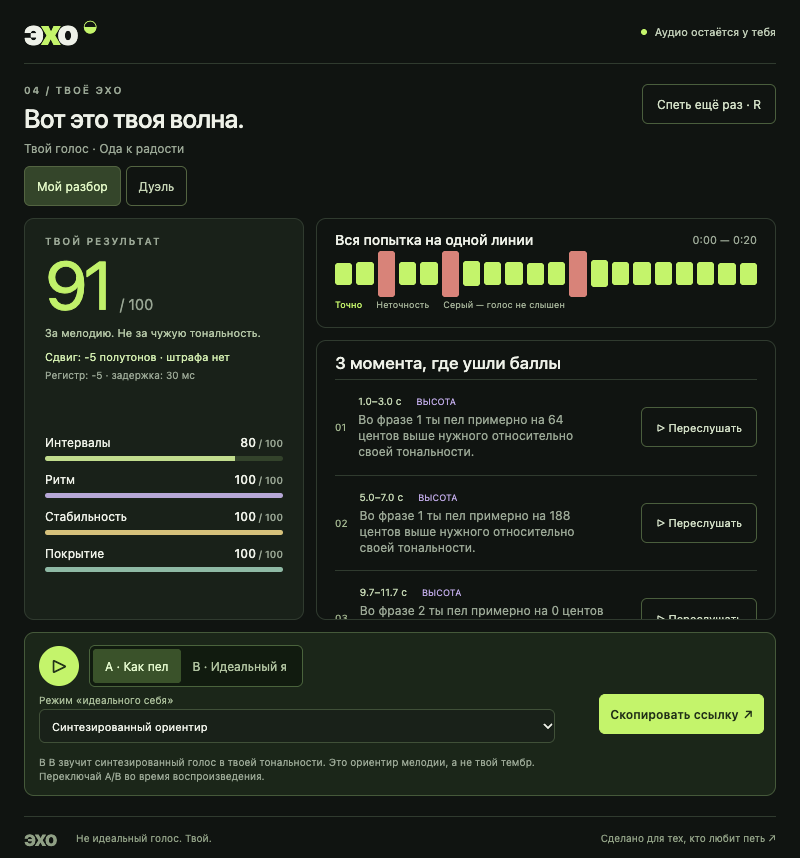 эхо
Аудио остаётся у тебя
04 / ТВОЁ ЭХО
Вот это твоя волна.
Спеть ещё раз · R
Твой голос · Ода к радости
Мой разбор
Дуэль
ТВОЙ РЕЗУЛЬТАТ
91 / 100
За мелодию. Не за чужую тональность.
Сдвиг: -5 полутонов · штрафа нет
Регистр: -5 · задержка: 30 мс
Интервалы 80 / 100
Ритм 100 / 100
Стабильность 100 / 100
Покрытие 100 / 100
Вся попытка на одной линии
0:00 — 0:20
Точно Неточность Серый — голос не слышен
3 момента, где ушли баллы
01
1.0–3.0 с ВЫСОТА
Во фразе 1 ты пел примерно на 64
центов выше нужного относительно
своей тональности.
Переслушать
02
5.0–7.0 с ВЫСОТА
Во фразе 1 ты пел примерно на 188
центов выше нужного относительно
своей тональности.
Переслушать
03
9.7–11.7 с ВЫСОТА
Во фразе 2 ты пел примерно на 0 центов
Переслушать
A · Как пел
B · Идеальный я
Режим «идеального себя»
Синтезированный ориентир
Скопировать ссылку ↗
В B звучит синтезированный голос в твоей тональности. Это ориентир мелодии, а не твой тембр.
Переключай A/B во время воспроизведения.
эхо
Не идеальный голос. Твой.
Сделано для тех, кто любит петь ↗